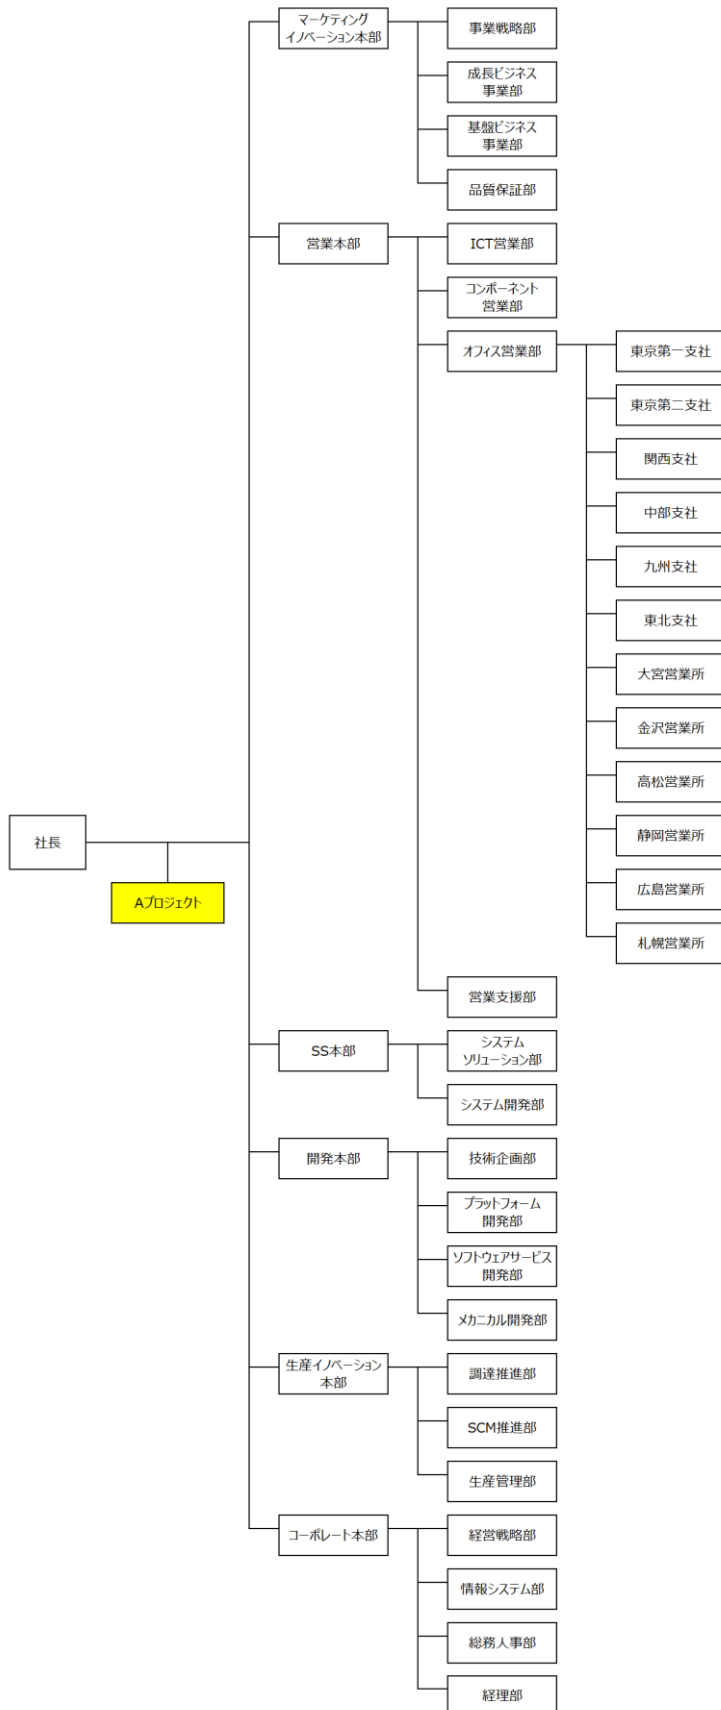 マーケティング
イノベーション本部
事業戦略部
成長ビジネス
事業部
基盤ビジネス
事業部
品質保証部
営業本部
ICT営業部
コンポーネント
営業部
オフィス営業部
東京第一支社
東京第二支社
関西支社
中部支社
九州支社
東北支社
大宮営業所
金沢営業所
高松営業所
静岡営業所
広島営業所
札幌営業所
社長
Aプロジェクト
営業支援部
SS本部
システム
ソリューション部
システム開発部
開発本部
技術企画部
プラットフォーム
開発部
ソフトウェアサービス
開発部
メカニカル開発部
生産イノベーション
本部
調達推進部
SCM推進部
生産管理部
コーポレート本部
経営戦略部
情報システム部
総務人事部
経理部